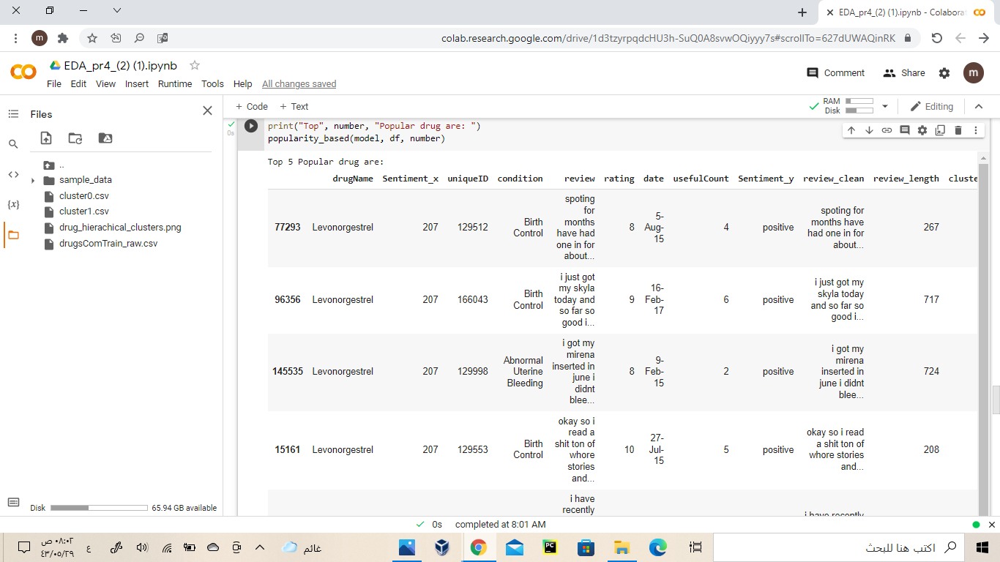 EDA_pr4_(2) (1).ipynb - Colabora
m
colab.research.google.com/drive/1d3tzyrpqdcHU3h-SuQ0A8svwOQiyyy7s#scrollTo=627dUWAQinRK
EDA_pr4_(2) (1).ipynb
File Edit View Insert Runtime Tools Help All changes saved
Comment Share m
Files
+ Code + Text
RAM
Disk
Editing
..
sample_data
cluster0.csv
cluster1.csv
drug_hierachical_clusters.png
drugsComTrain_raw.csv
{x}
Disk 65.94 GB available
0s
print("Top", number, "Popular drug are: ")
popularity_based(model, df, number)
Top 5 Popular drug are:
drugName Sentiment_x uniqueID condition review rating date usefulCount Sentiment_y review_clean review_length cluste
77293 Levonorgestrel 207 129512 Birth Control spoting for months have had one in for about... 8 5-Aug-15 4 positive spoting for months have had one in for about... 267
96356 Levonorgestrel 207 166043 Birth Control i just got my skyla today and so far so good i... 9 16-Feb-17 6 positive i just got my skyla today and so far so good i... 717
145535 Levonorgestrel 207 129998 Abnormal Uterine Bleeding i got my mirena inserted in june i didnt blee... 8 9-Feb-15 2 positive i got my mirena inserted in june i didnt blee... 724
15161 Levonorgestrel 207 129553 Birth Control okay so i read a shit ton of whore stories and... 10 27-Jul-15 5 positive okay so i read a shit ton of whore stories and... 208
i have recently
i have recently
0s completed at 8:01 AM
٠٨:٠٢ ص
٤٣/٠٥/٢٩
ع
غائم
PC
اكتب هنا للبحث